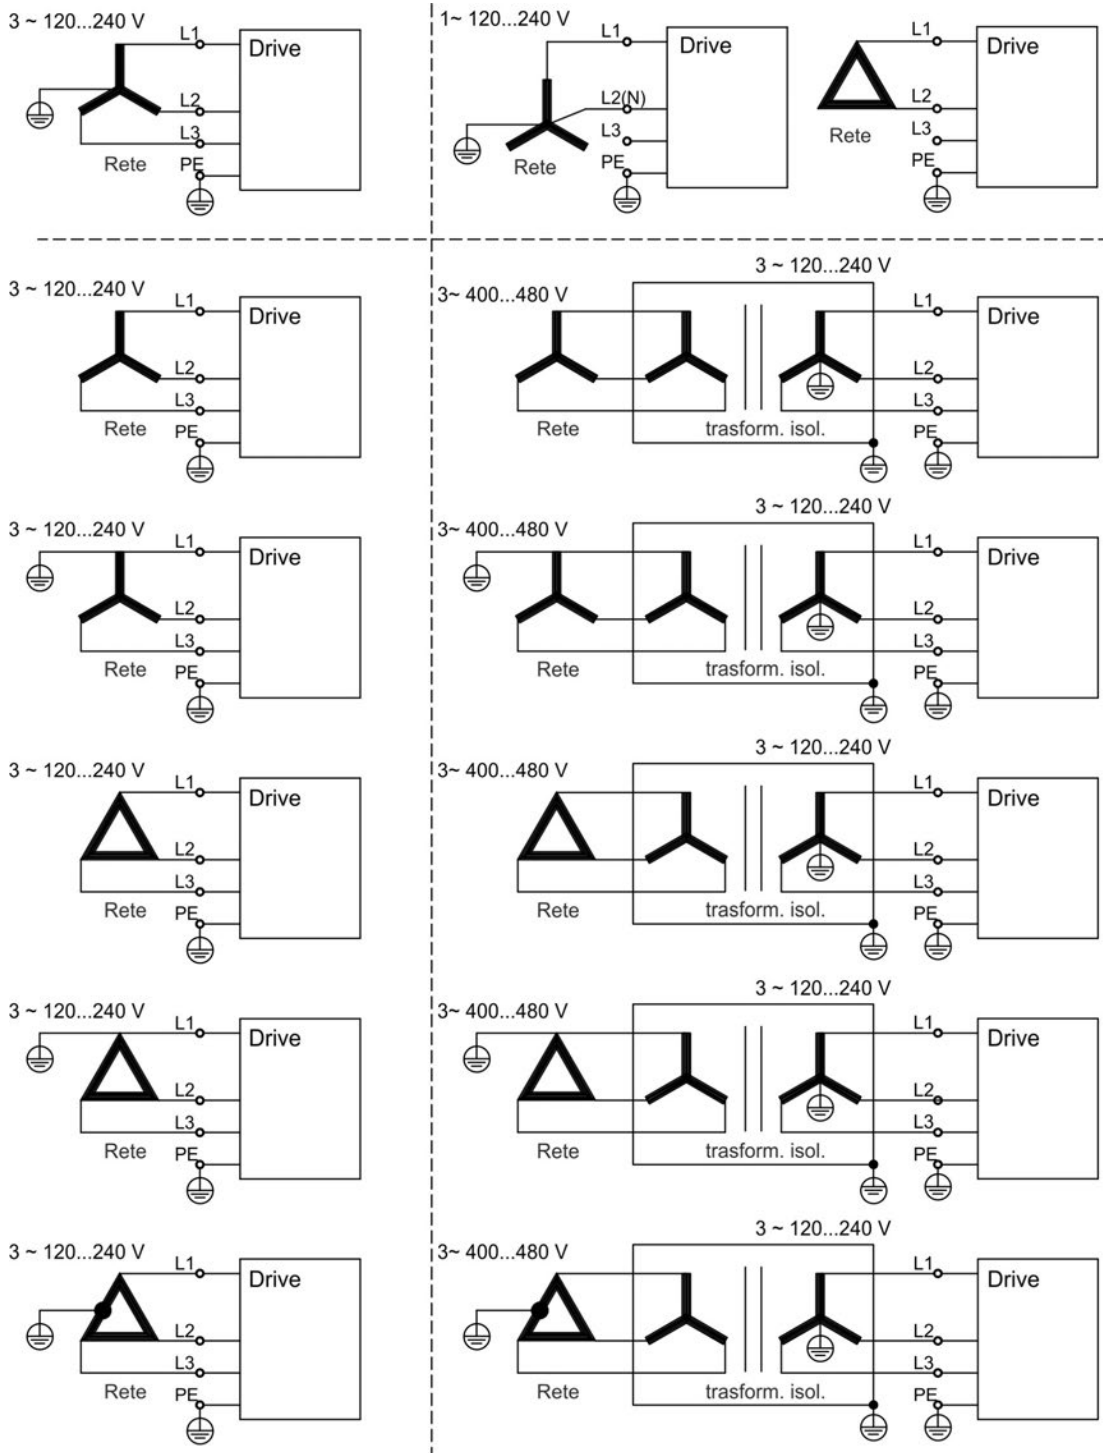 3 ~ 120...240 V
L1
Drive
L2
L3
Rete
PE
1~ 120...240 V
L1
Drive
L2(N)
L3
Rete
PE
L1
Drive
L2
Rete
L3
PE
3 ~ 120...240 V
L1
Drive
L2
L3
Rete
PE
3 ~ 120...240 V
3~ 400...480 V
L1
Drive
L2
L3
Rete
trasform. isol.
PE
3 ~ 120...240 V
L1
Drive
L2
L3
Rete
PE
3 ~ 120...240 V
3~ 400...480 V
L1
Drive
L2
L3
Rete
trasform. isol.
PE
3 ~ 120...240 V
L1
Drive
L2
L3
Rete
PE
3 ~ 120...240 V
3~ 400...480 V
L1
Drive
L2
L3
Rete
trasform. isol.
PE
3 ~ 120...240 V
L1
Drive
L2
L3
Rete
PE
3 ~ 120...240 V
3~ 400...480 V
L1
Drive
L2
L3
Rete
trasform. isol.
PE
3 ~ 120...240 V
L1
Drive
L2
L3
Rete
PE
3 ~ 120...240 V
3~ 400...480 V
L1
Drive
L2
L3
Rete
trasform. isol.
PE